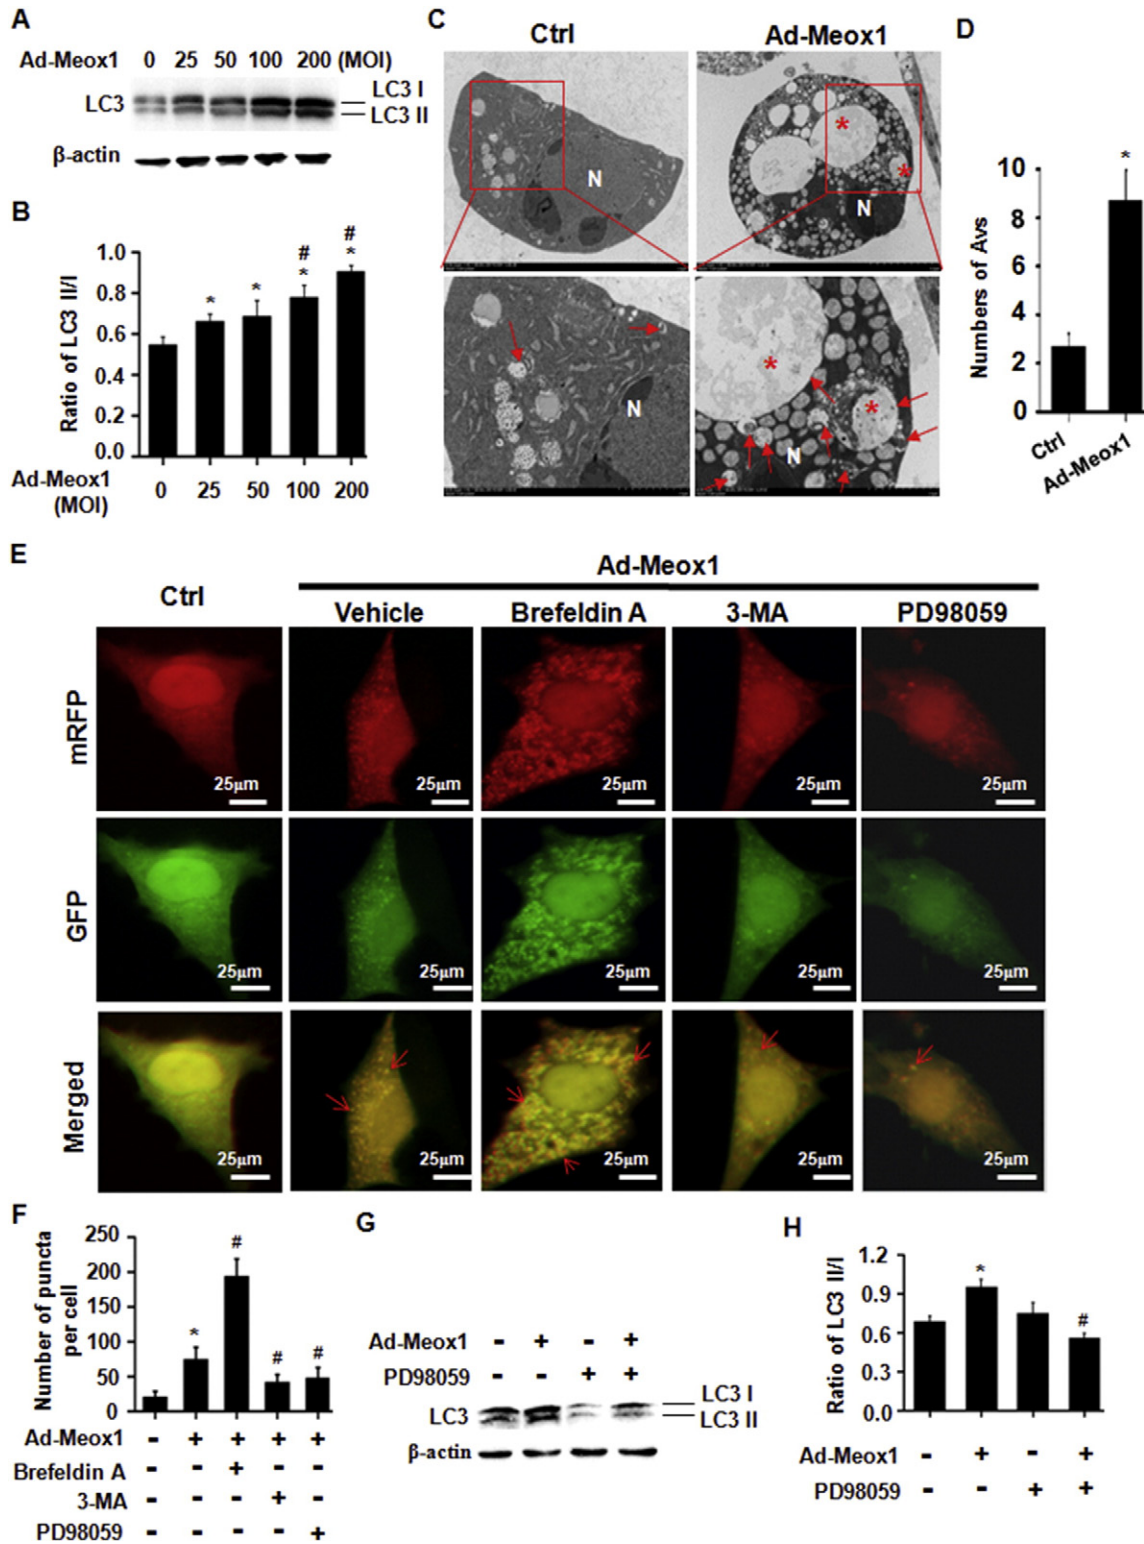 A
Ad-Meox1 0 25 50 100 200 (MOI)
LC3
LC3 I
LC3 II
β-actin
B
Ratio of LC3 II/I
1.0
0.8
0.6
0.4
0.2
0.0
* * # * # *
Ad-Meox1 (MOI)
0 25 50 100 200
C
Ctrl Ad-Meox1
N
* * N
N
* * N
D
Numbers of Avs
10
8
6
4
2
0
*
Ctrl
Ad-Meox1
E
Ad-Meox1
Ctrl Vehicle Brefeldin A 3-MA PD98059
mRFP
25μm 25μm 25μm 25μm 25μm
GFP
25μm 25μm 25μm 25μm 25μm
Merged
25μm 25μm 25μm 25μm 25μm
F
Number of puncta
per cell
250
200
150
100
50
0
* # # #
Ad-Meox1 - + + + +
Brefeldin A - - + - -
3-MA - - - + -
PD98059 - - - - +
G
Ad-Meox1 - + - +
PD98059 - - + +
LC3
LC3 I
LC3 II
β-actin
H
Ratio of LC3 II/I
1.2
0.9
0.6
0.3
0.0
* #
Ad-Meox1 - + - +
PD98059 - - + +